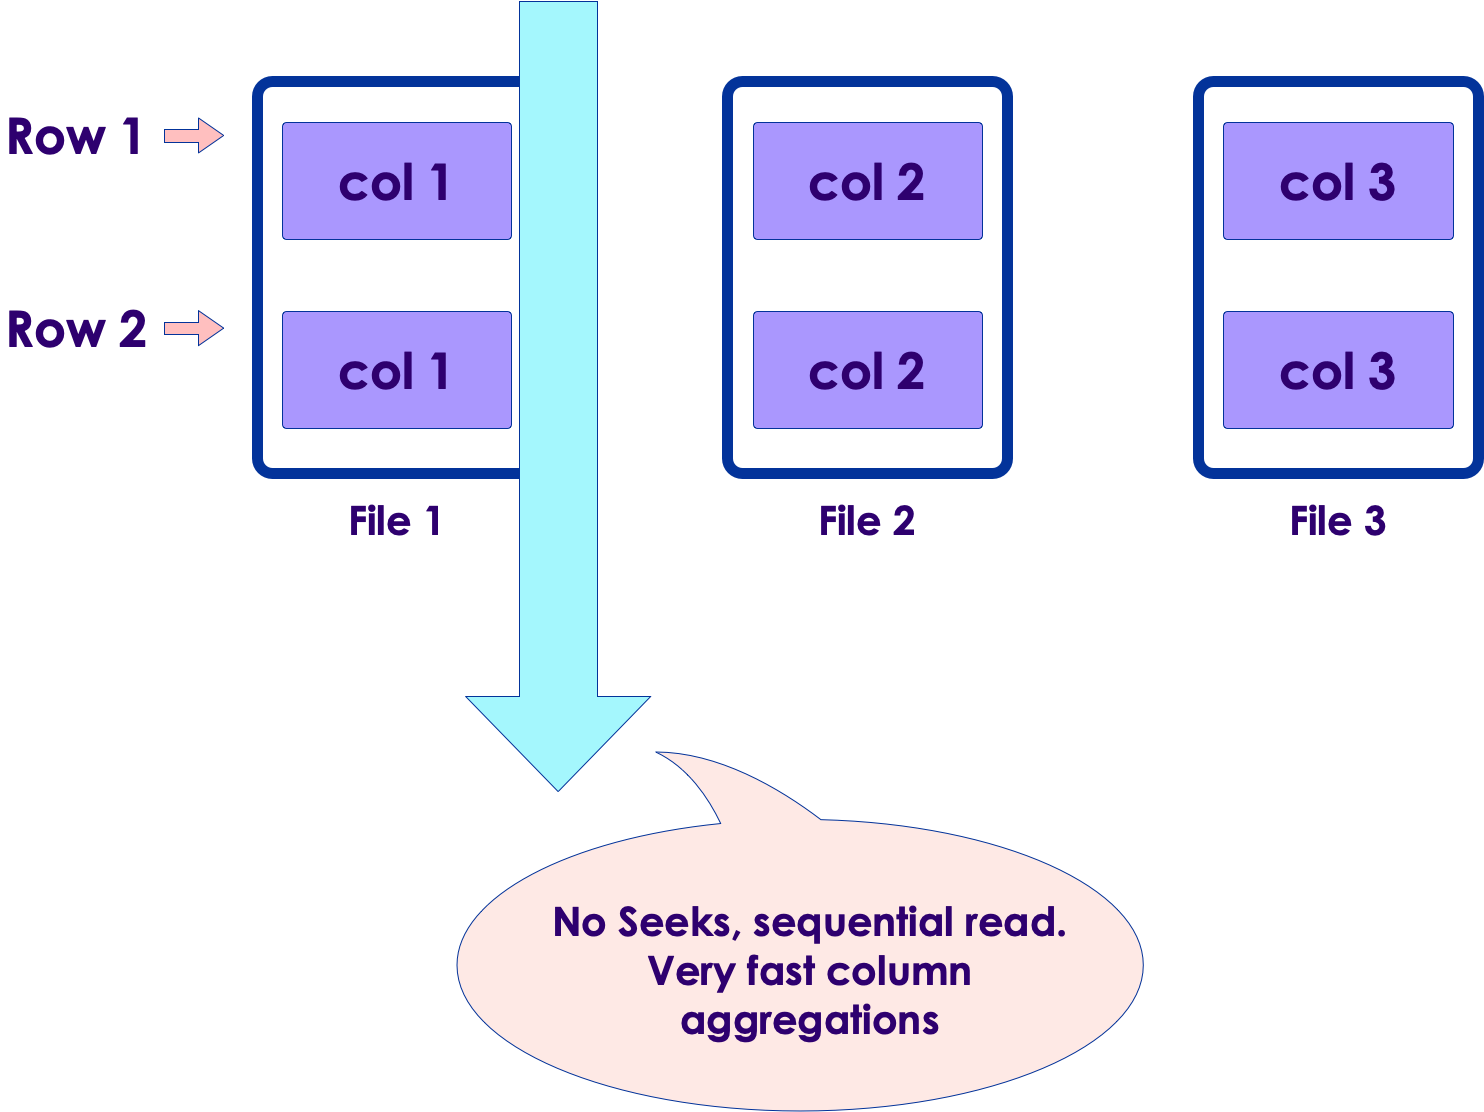 Row 1
col 1
col 2
col 3
Row 2
col 1
col 2
col 3
File 1
File 2
File 3
No Seeks, sequential read.
Very fast column
aggregations